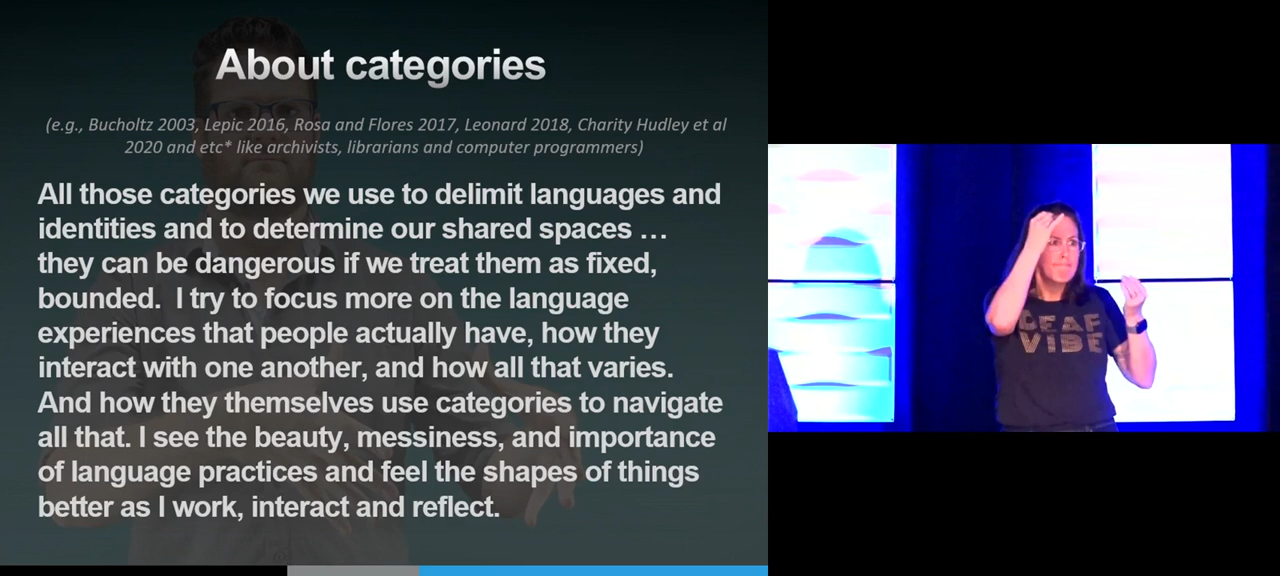 About categories
(e.g., Bucholtz 2003, Lepic 2016, Rosa and Flores 2017, Leonard 2018, Charity Hudley et al
2020 and etc* like archivists, librarians and computer programmers)
All those categories we use to delimit languages and
identities and to determine our shared spaces …
they can be dangerous if we treat them as fixed,
bounded.  I try to focus more on the language
experiences that people actually have, how they
interact with one another, and how all that varies.
And how they themselves use categories to navigate
all that. I see the beauty, messiness, and importance
of language practices and feel the shapes of things
better as I work, interact and reflect.
DEAF
VIBE